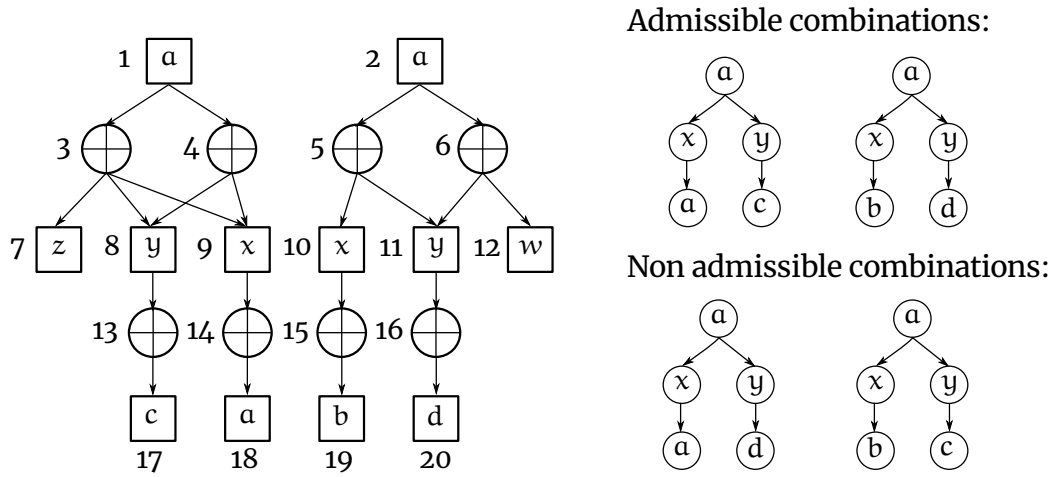 Admissible combinations:
1 a 2 a
a a
3 4 5 6
x y x y
a c b d
7 z 8 y 9 x 10 x 11 y 12 w
Non admissible combinations:
a a
13 14 15 16
x y x y
c a b d
a d b c
17 18 19 20